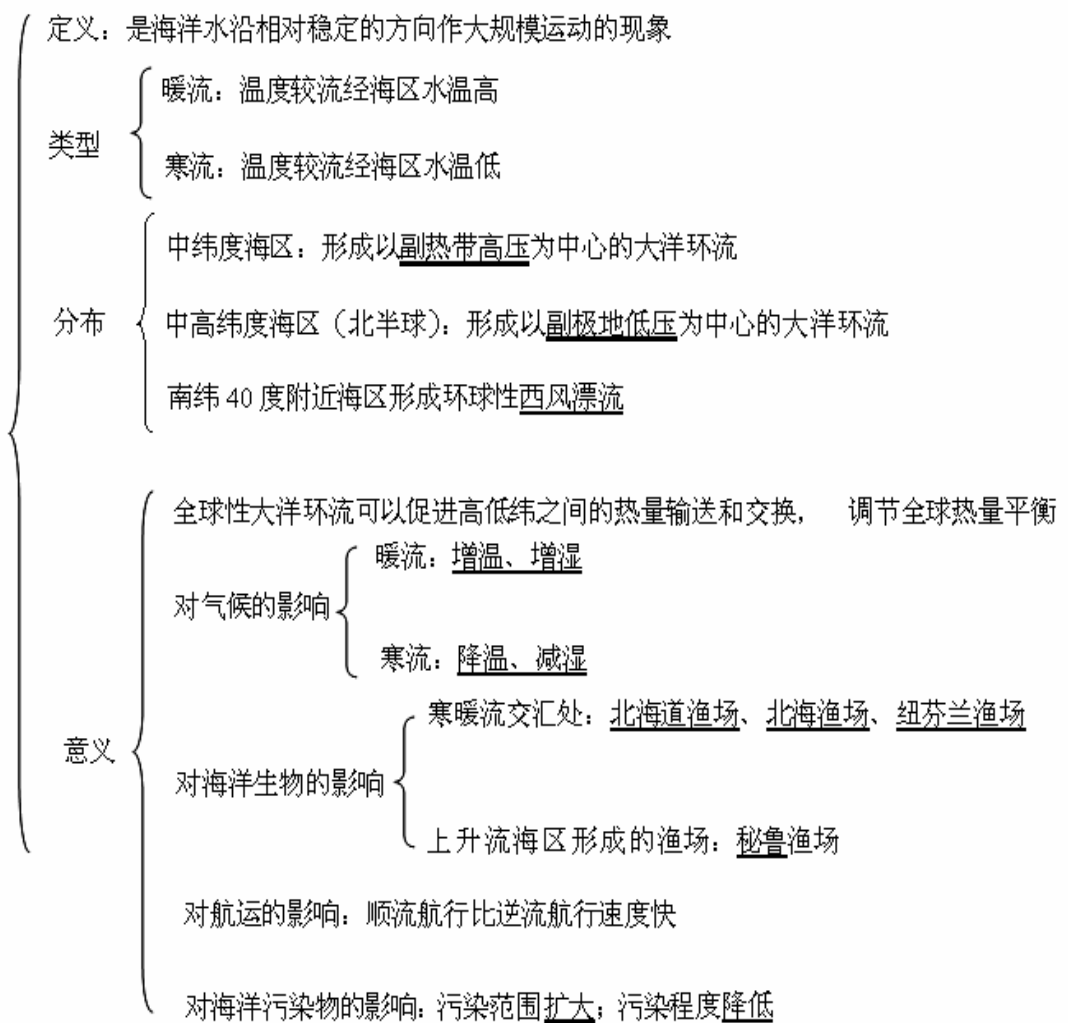 定义：是海洋水沿相对稳定的方向作大规模运动的现象
类型
暖流：温度较流经海区水温高
寒流：温度较流经海区水温低
分布
中纬度海区：形成以副热带高压为中心的大洋环流
中高纬度海区（北半球）：形成以副极地低压为中心的大洋环流
南纬 40 度附近海区形成环球性西风漂流
意义
全球性大洋环流可以促进高低纬之间的热量输送和交换， 调节全球热量平衡
对气候的影响
暖流：增温、增湿
寒流：降温、减湿
对海洋生物的影响
寒暖流交汇处：北海道渔场、北海渔场、纽芬兰渔场
上升流海区形成的渔场：秘鲁渔场
对航运的影响：顺流航行比逆流航行速度快
对海洋污染物的影响：污染范围扩大；污染程度降低